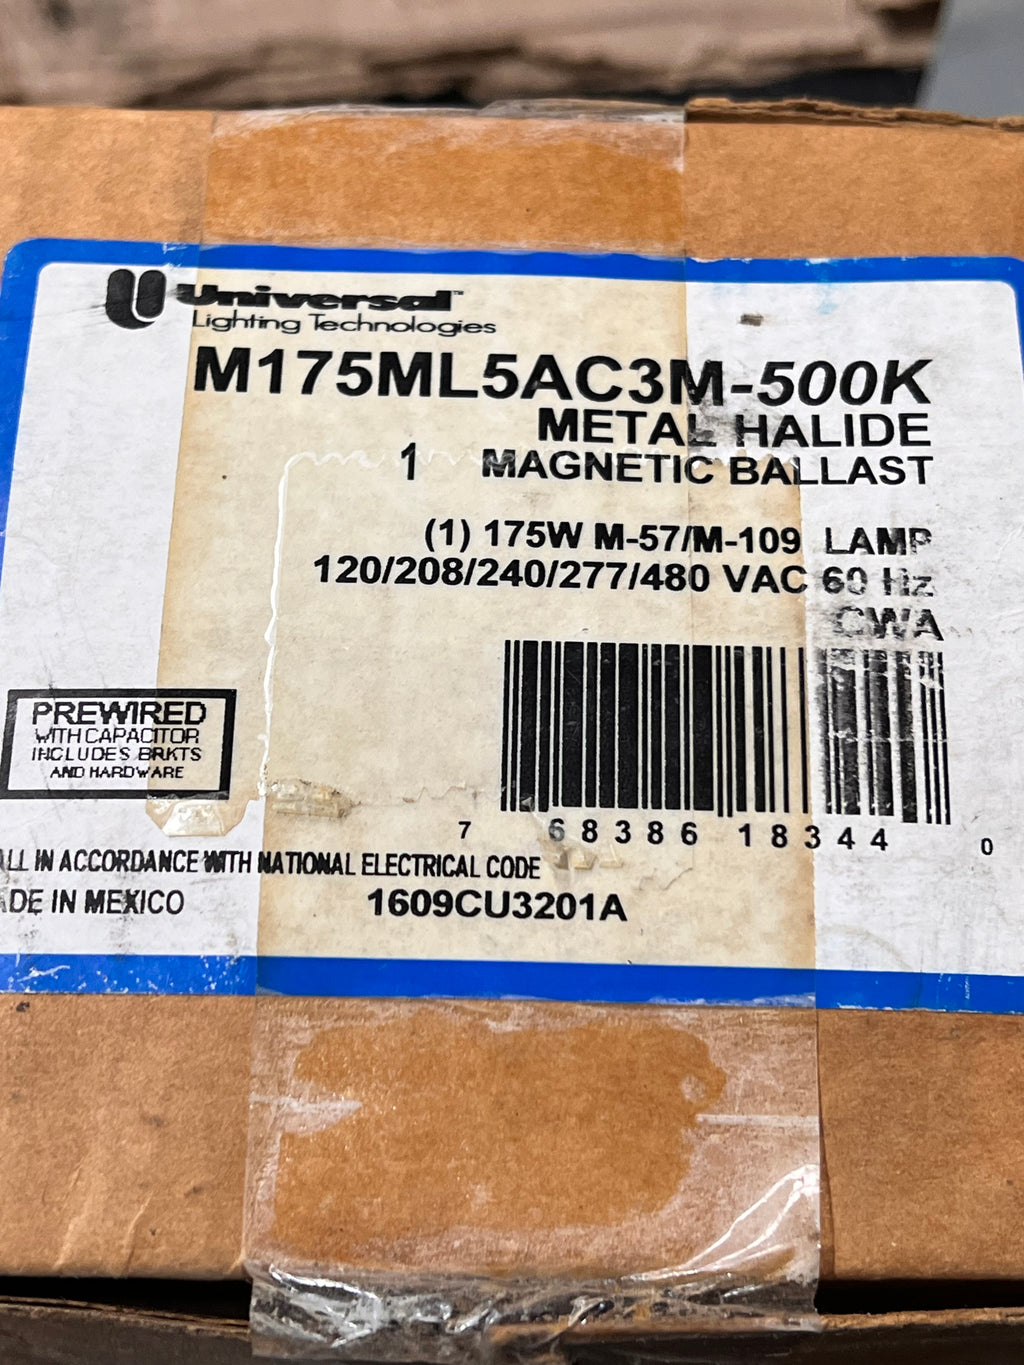 Universal™
Lighting Technologies
M175ML5AC3M-500K
METAL HALIDE
1 MAGNETIC BALLAST
(1) 175W M-57/M-109 LAMP
120/208/240/277/480 VAC 60 Hz
CWA
PREWIRED
WITH CAPACITOR
INCLUDES BRKTS
AND HARDWARE
7 68386 18344 0
ALL IN ACCORDANCE WITH NATIONAL ELECTRICAL CODE
ADE IN MEXICO
1609CU3201A